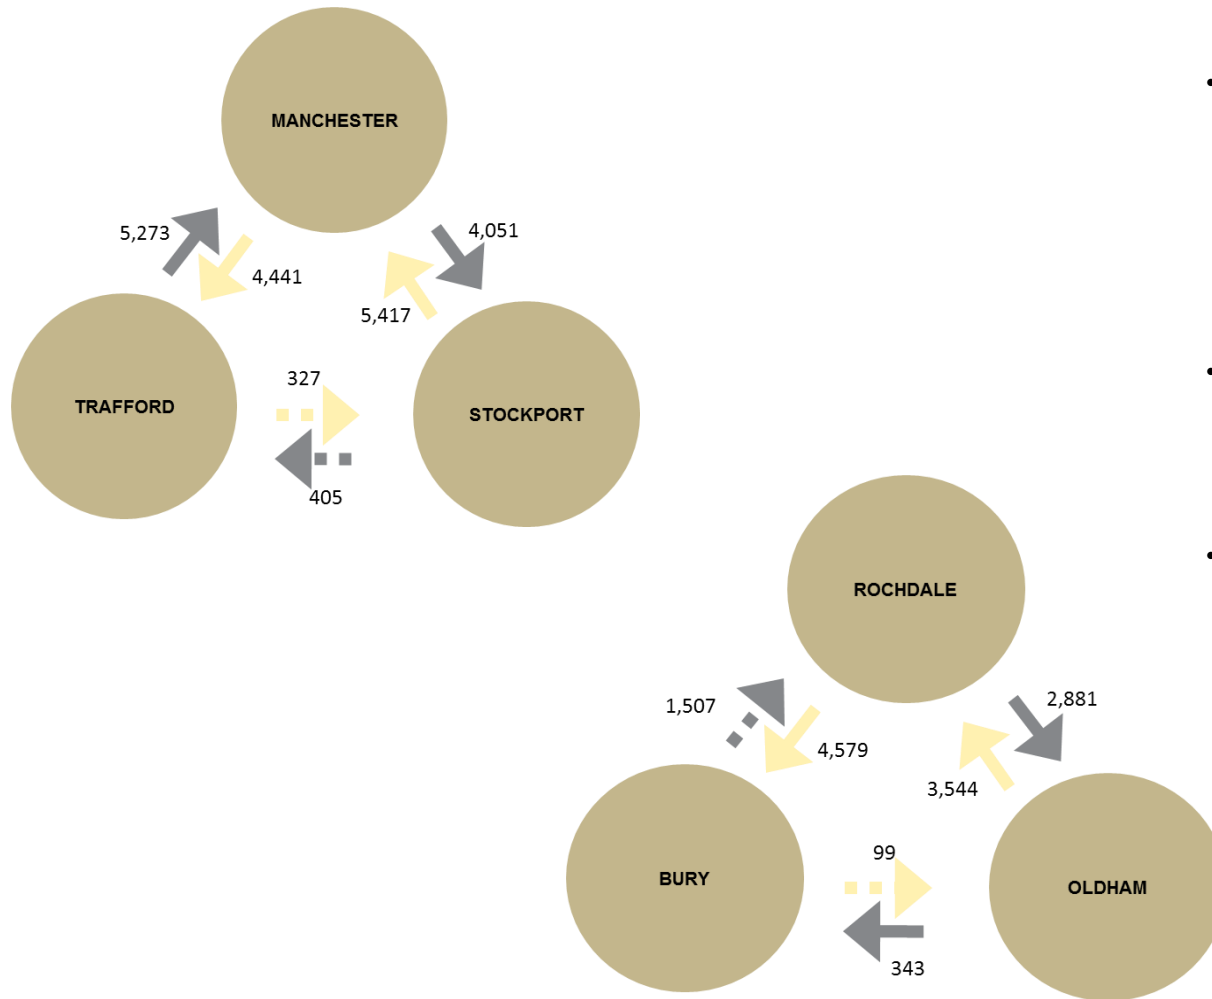 MANCHESTER
5,273
4,051
4,441
5,417
327
TRAFFORD
STOCKPORT
405
ROCHDALE
1,507
2,881
4,579
3,544
99
BURY
OLDHAM
343